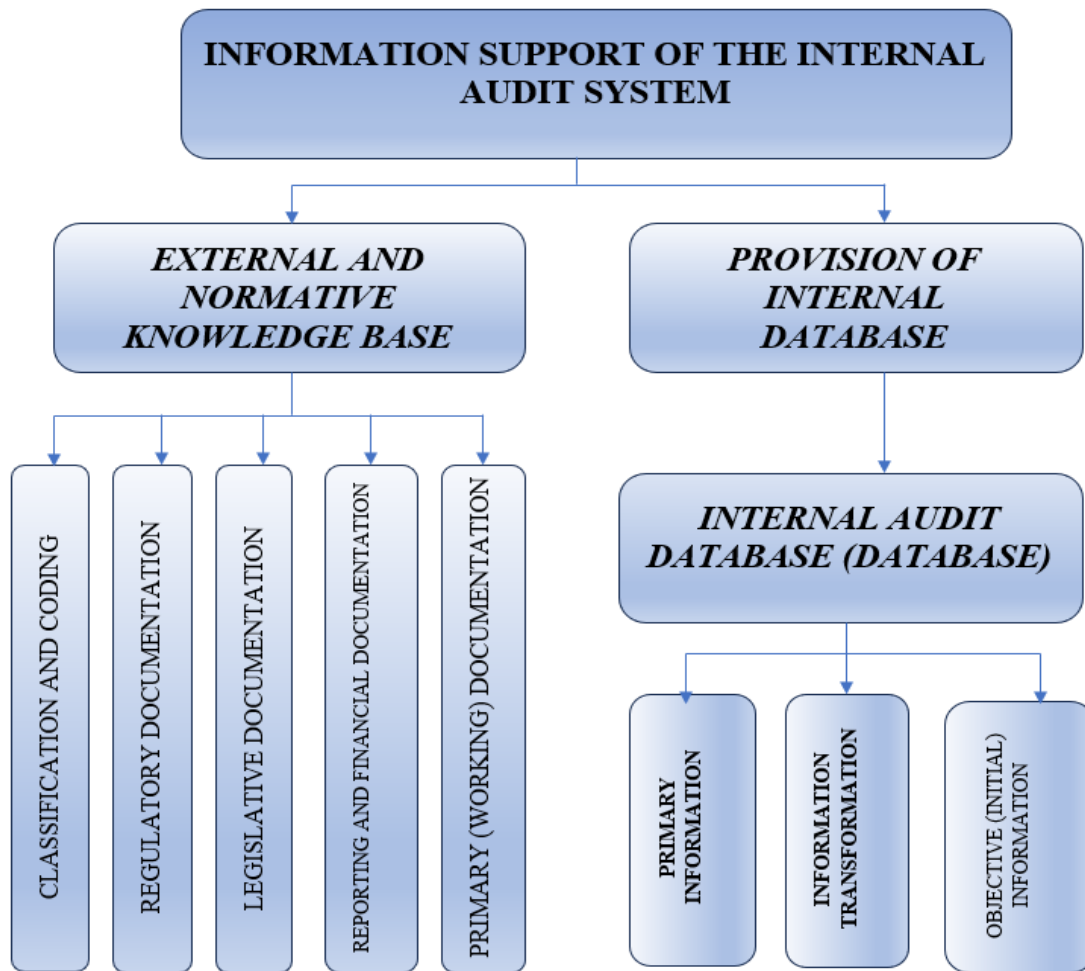 INFORMATION SUPPORT OF THE INTERNAL
AUDIT SYSTEM
EXTERNAL AND
NORMATIVE
KNOWLEDGE BASE
PROVISION OF
INTERNAL
DATABASE
CLASSIFICATION AND CODING
REGULATORY DOCUMENTATION
LEGISLATIVE DOCUMENTATION
REPORTING AND FINANCIAL DOCUMENTATION
PRIMARY (WORKING) DOCUMENTATION
INTERNAL AUDIT
DATABASE (DATABASE)
PRIMARY
INFORMATION
INFORMATION
TRANSFORMATION
OBJECTIVE (INITIAL)
INFORMATION